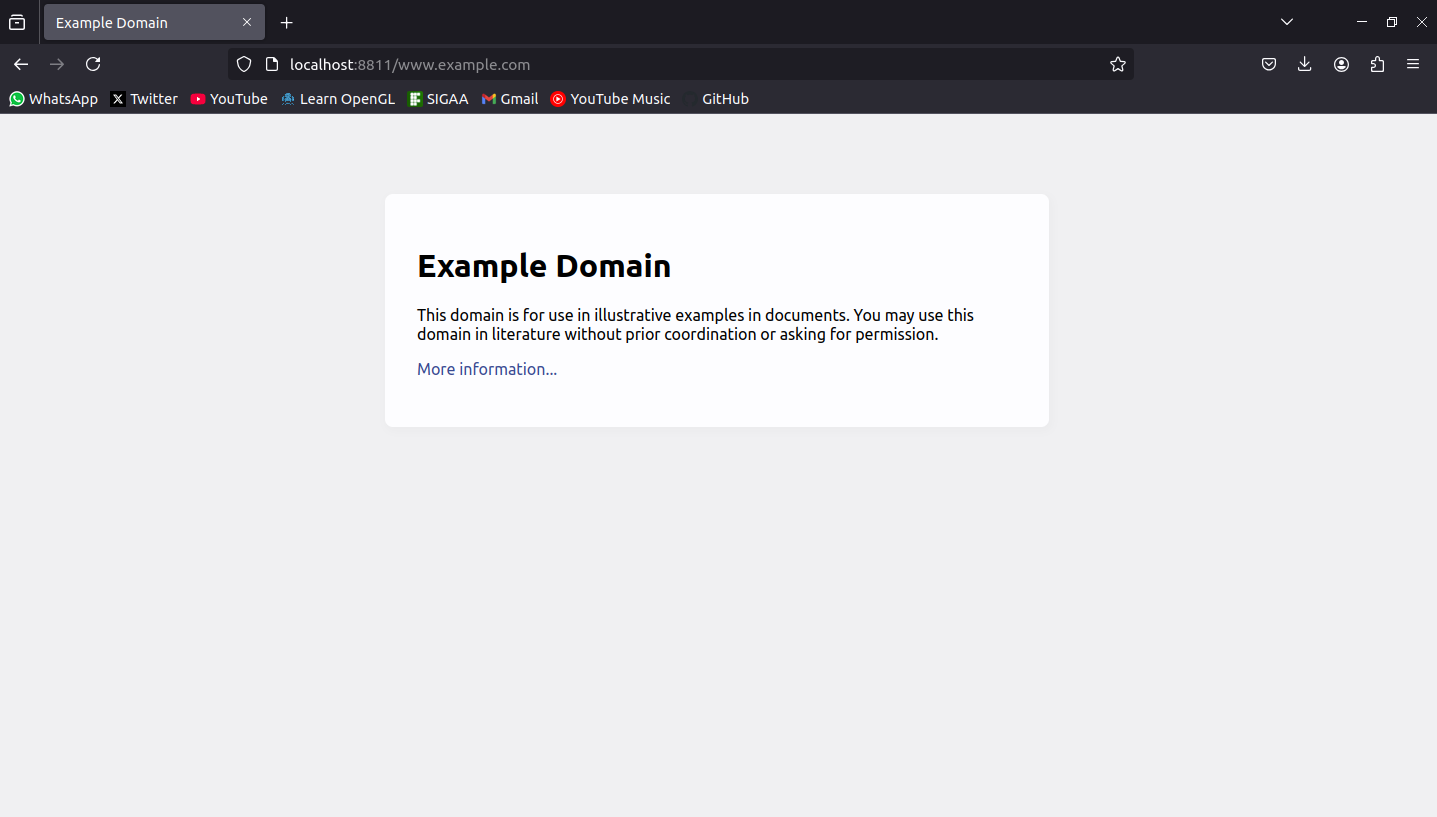 Example Domain
localhost:8811/www.example.com
WhatsApp Twitter YouTube Learn OpenGL SIGAA Gmail YouTube Music GitHub
Example Domain
This domain is for use in illustrative examples in documents. You may use this
domain in literature without prior coordination or asking for permission.
More information...